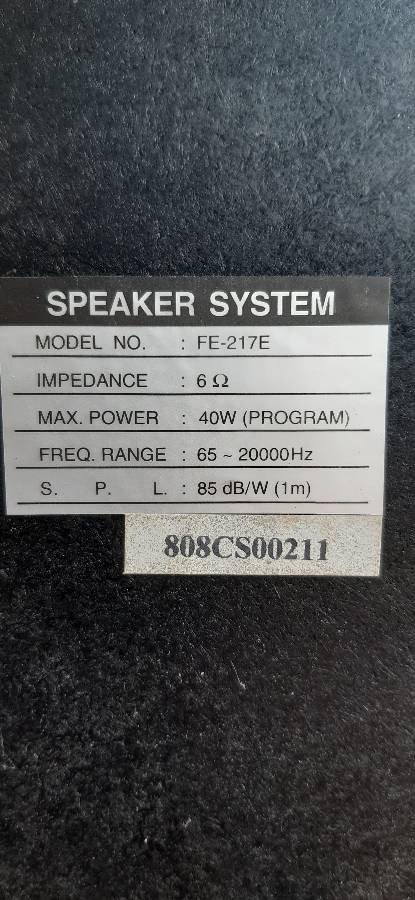 SPEAKER SYSTEM
MODEL NO. : FE-217E
IMPEDANCE : 6 Ω
MAX. POWER : 40W (PROGRAM)
FREQ. RANGE : 65 ~ 20000Hz
S. P. L. : 85 dB/W (1m)
808CS00211